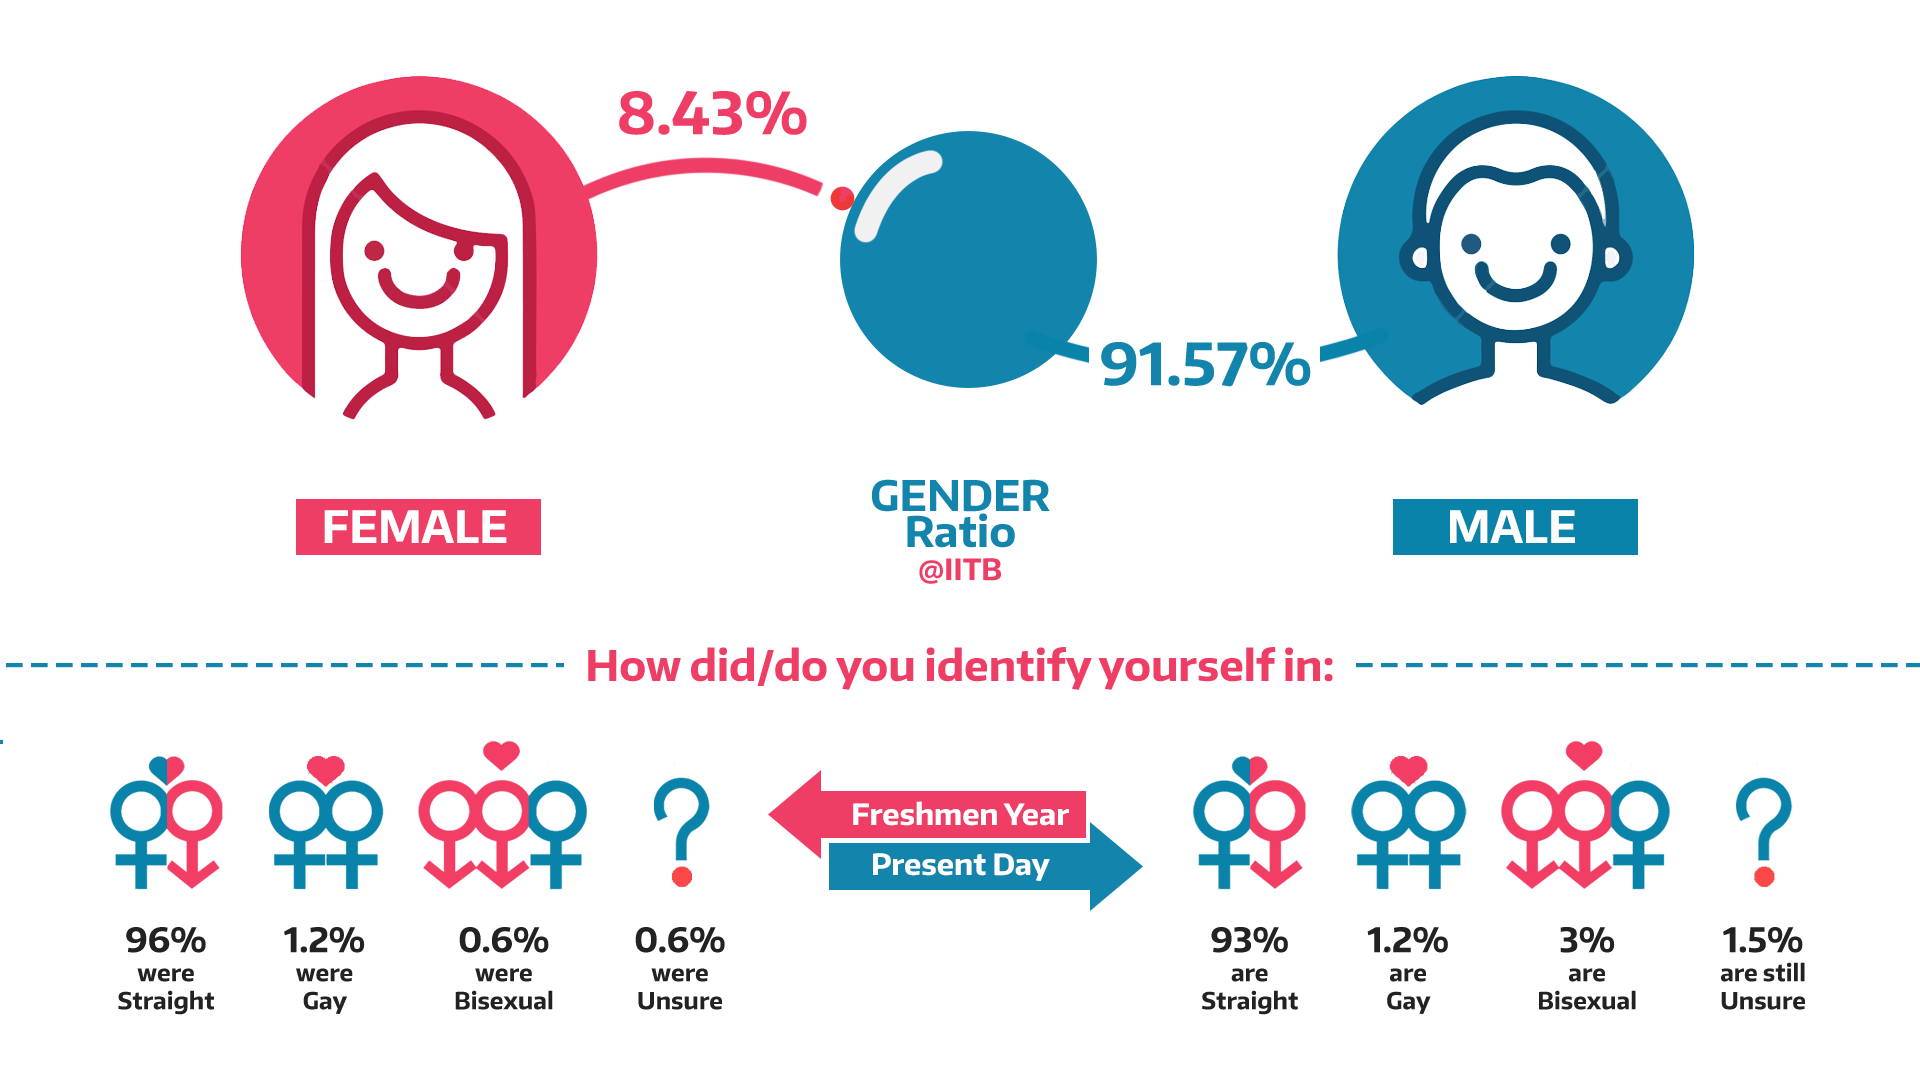 8.43%
91.57%
FEMALE
GENDER
Ratio
@IITB
MALE
How did/do you identify yourself in:
Freshmen Year
Present Day
96%
were
Straight
1.2%
were
Gay
0.6%
were
Bisexual
0.6%
were
Unsure
93%
are
Straight
1.2%
are
Gay
3%
are
Bisexual
1.5%
are still
Unsure